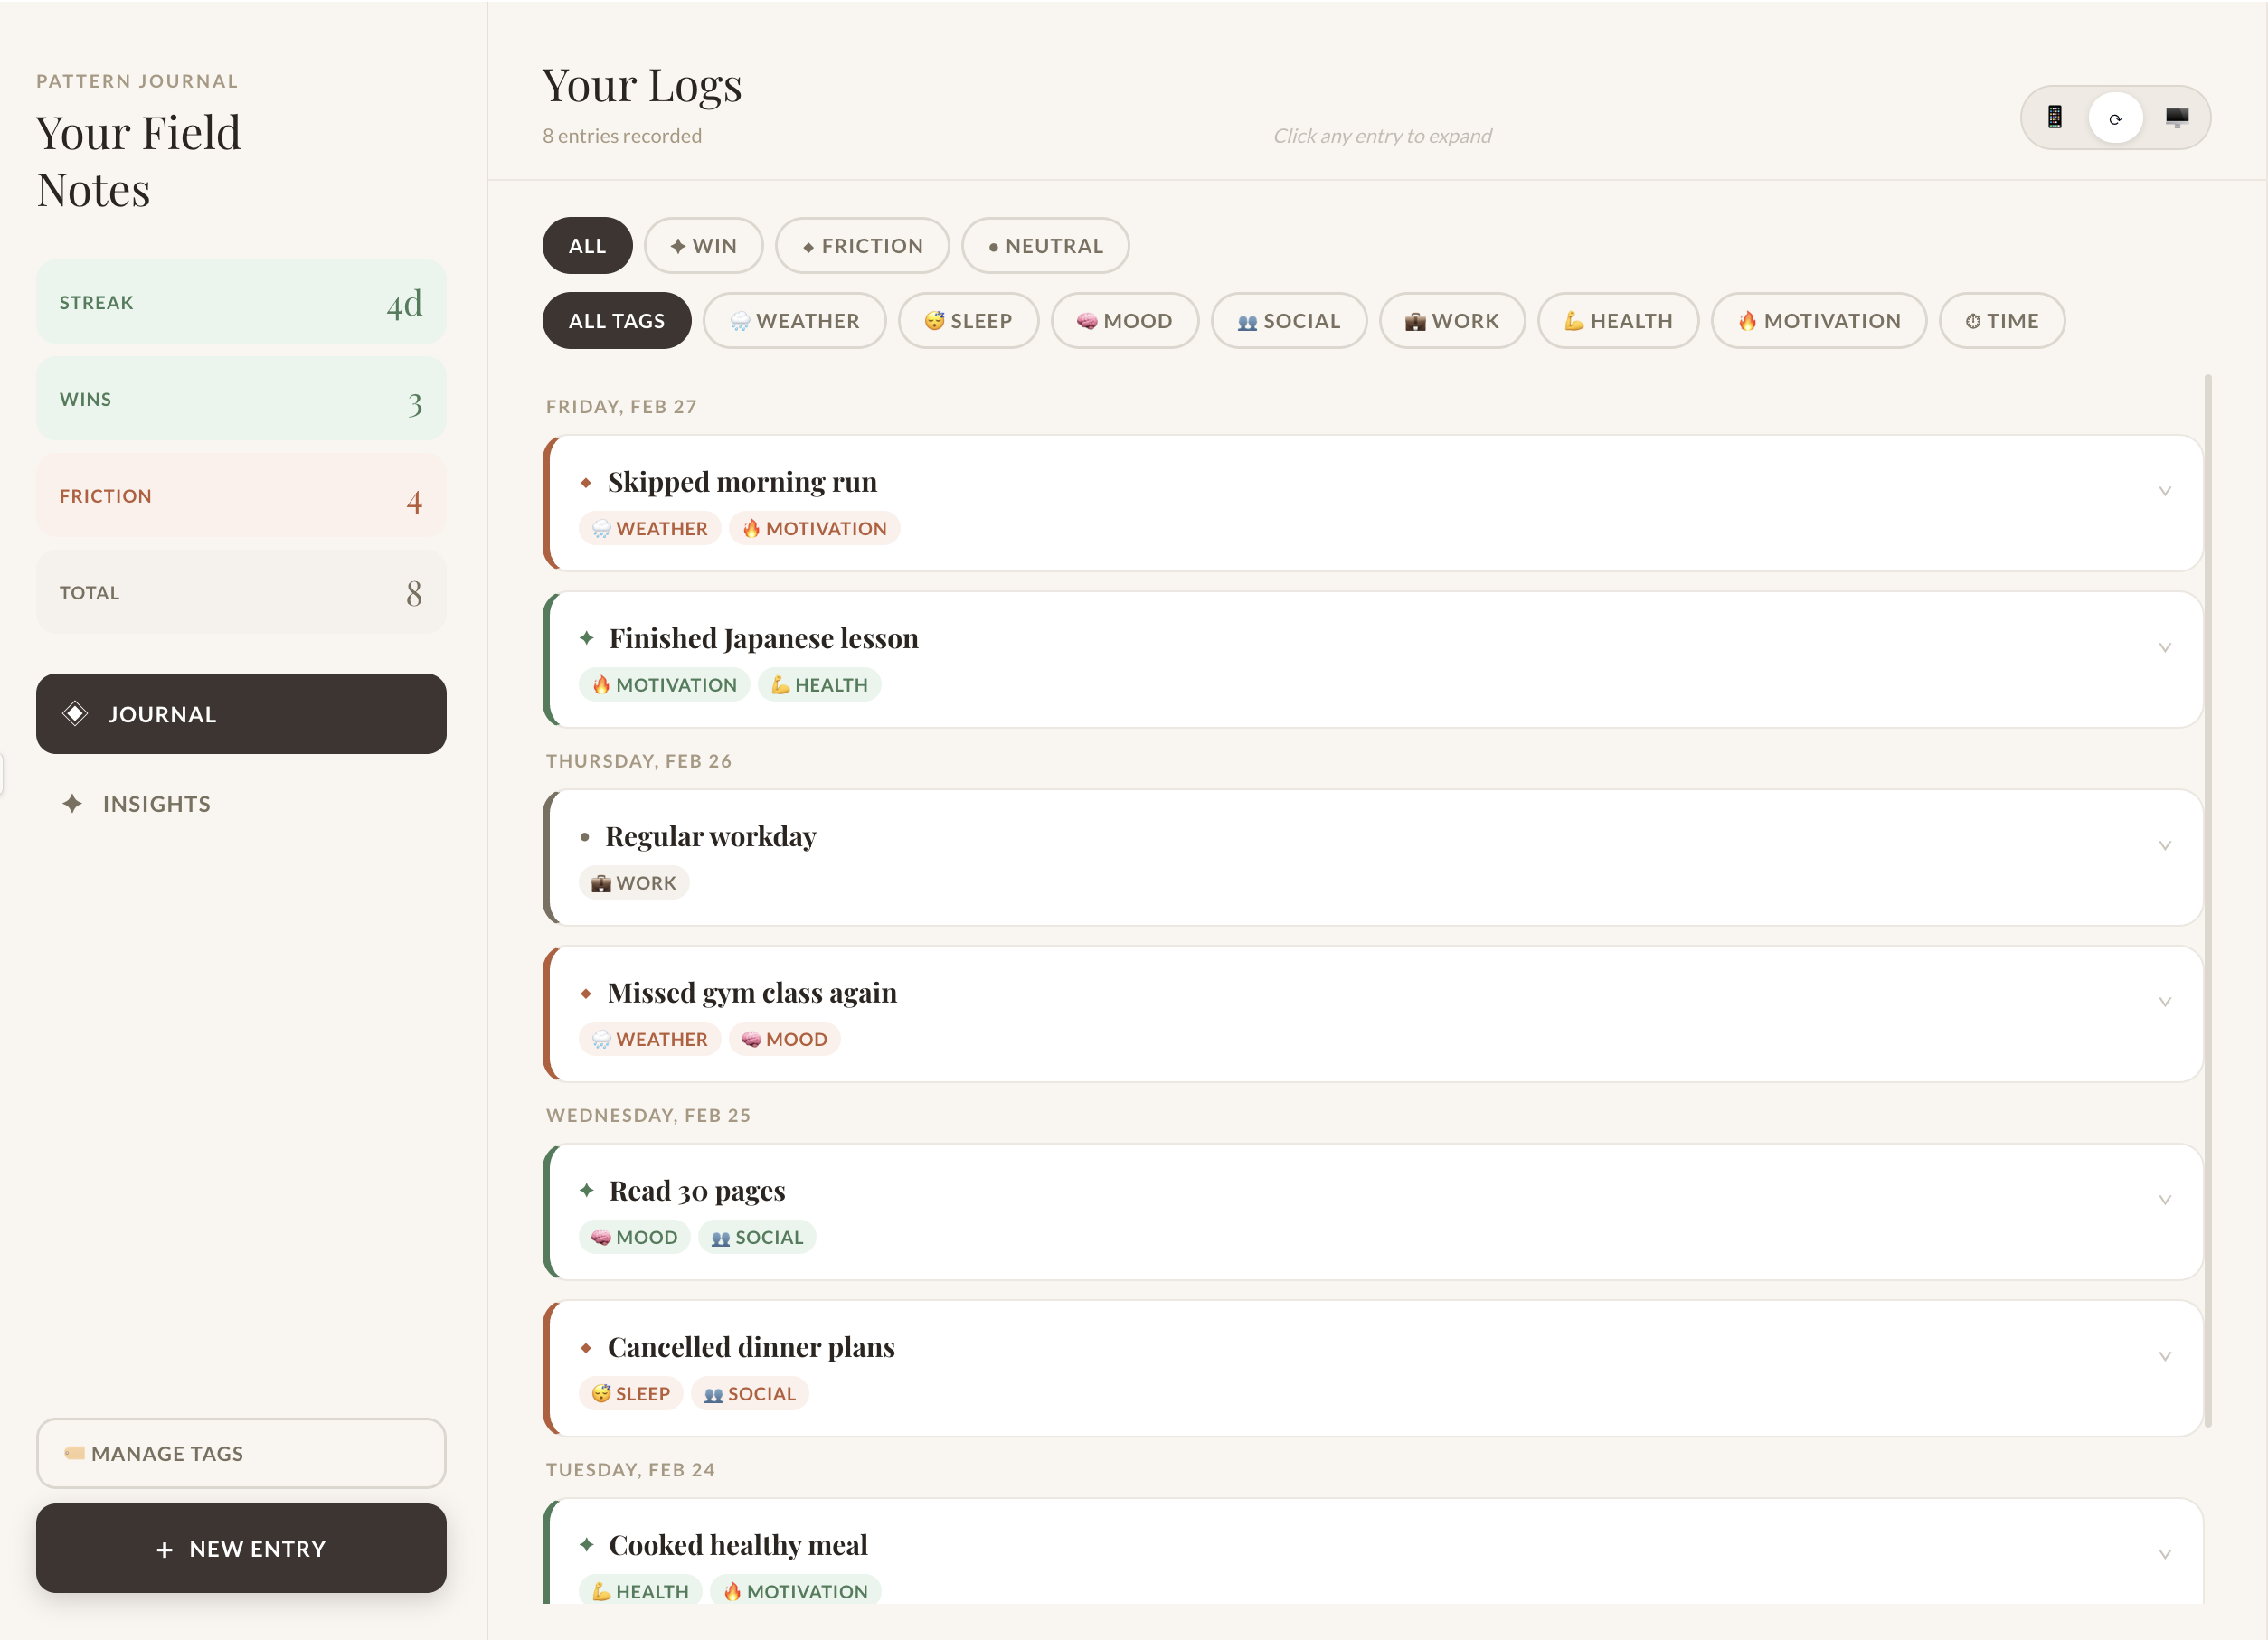 PATTERN JOURNAL
Your Field
Notes
STREAK 4d
WINS 3
FRICTION 4
TOTAL 8
JOURNAL
INSIGHTS
MANAGE TAGS
+ NEW ENTRY
Your Logs
8 entries recorded
Click any entry to expand
ALL WIN FRICTION NEUTRAL
ALL TAGS WEATHER SLEEP MOOD SOCIAL WORK HEALTH MOTIVATION TIME
FRIDAY, FEB 27
Skipped morning run
WEATHER MOTIVATION
Finished Japanese lesson
MOTIVATION HEALTH
THURSDAY, FEB 26
Regular workday
WORK
Missed gym class again
WEATHER MOOD
WEDNESDAY, FEB 25
Read 30 pages
MOOD SOCIAL
Cancelled dinner plans
SLEEP SOCIAL
TUESDAY, FEB 24
Cooked healthy meal
HEALTH MOTIVATION